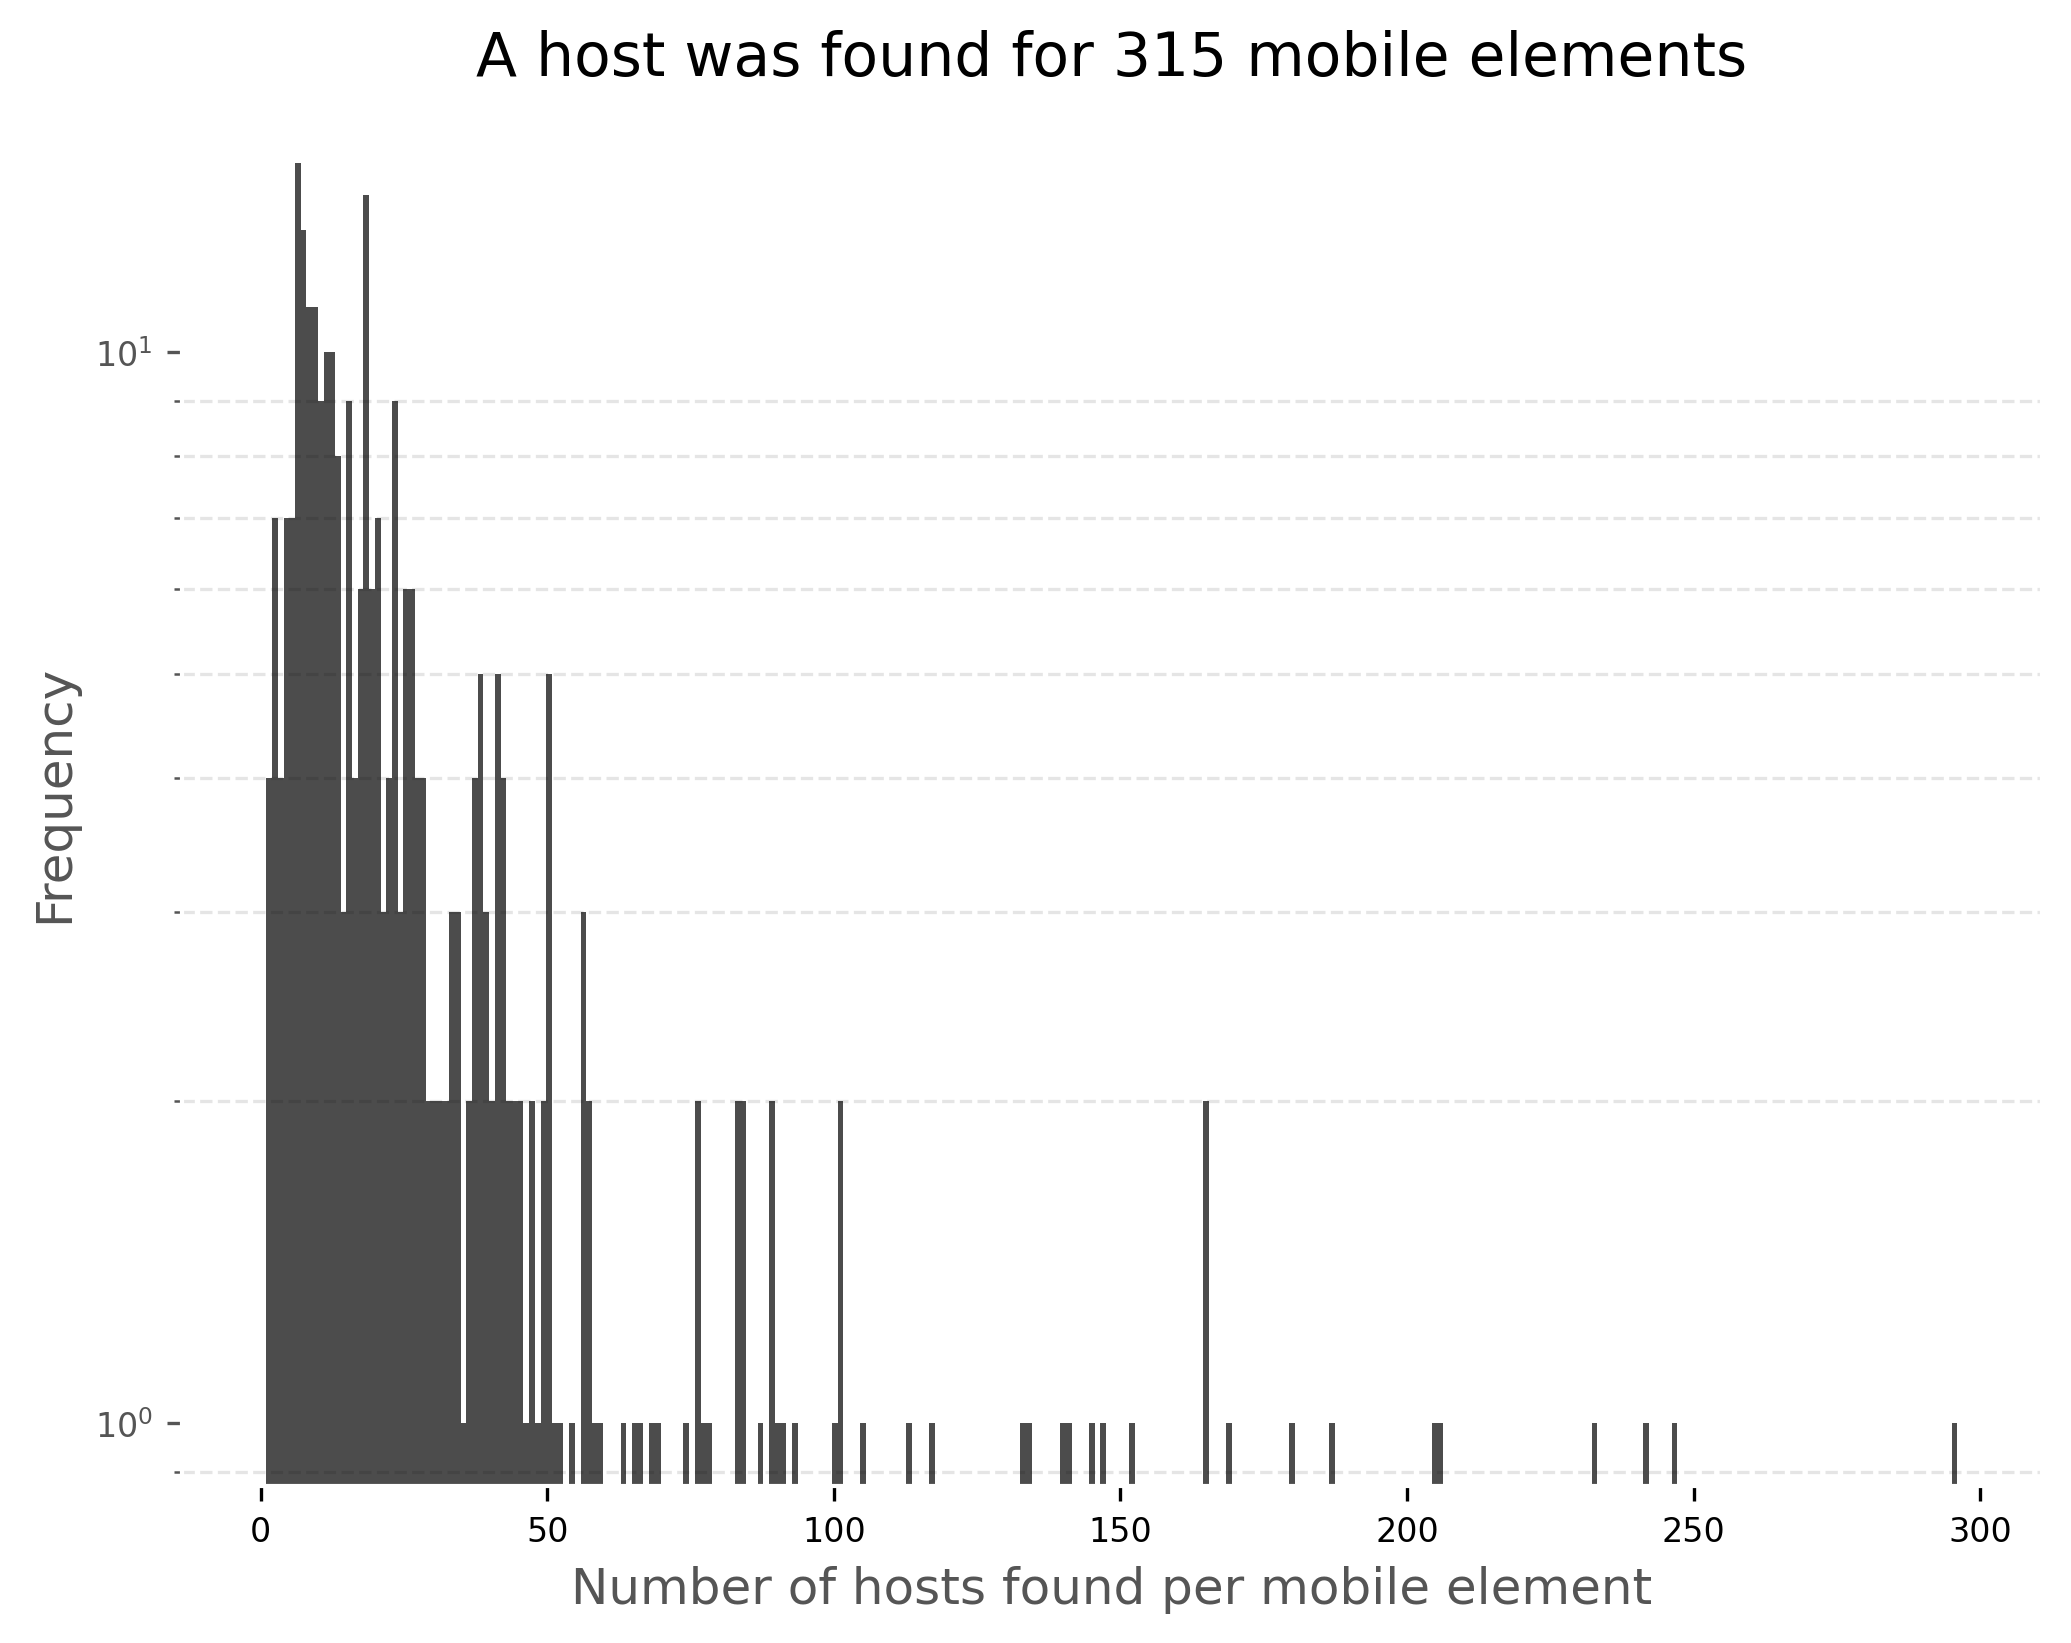 A host was found for 315 mobile elements
10¹
10⁰
Frequency
0 50 100 150 200 250 300
Number of hosts found per mobile element